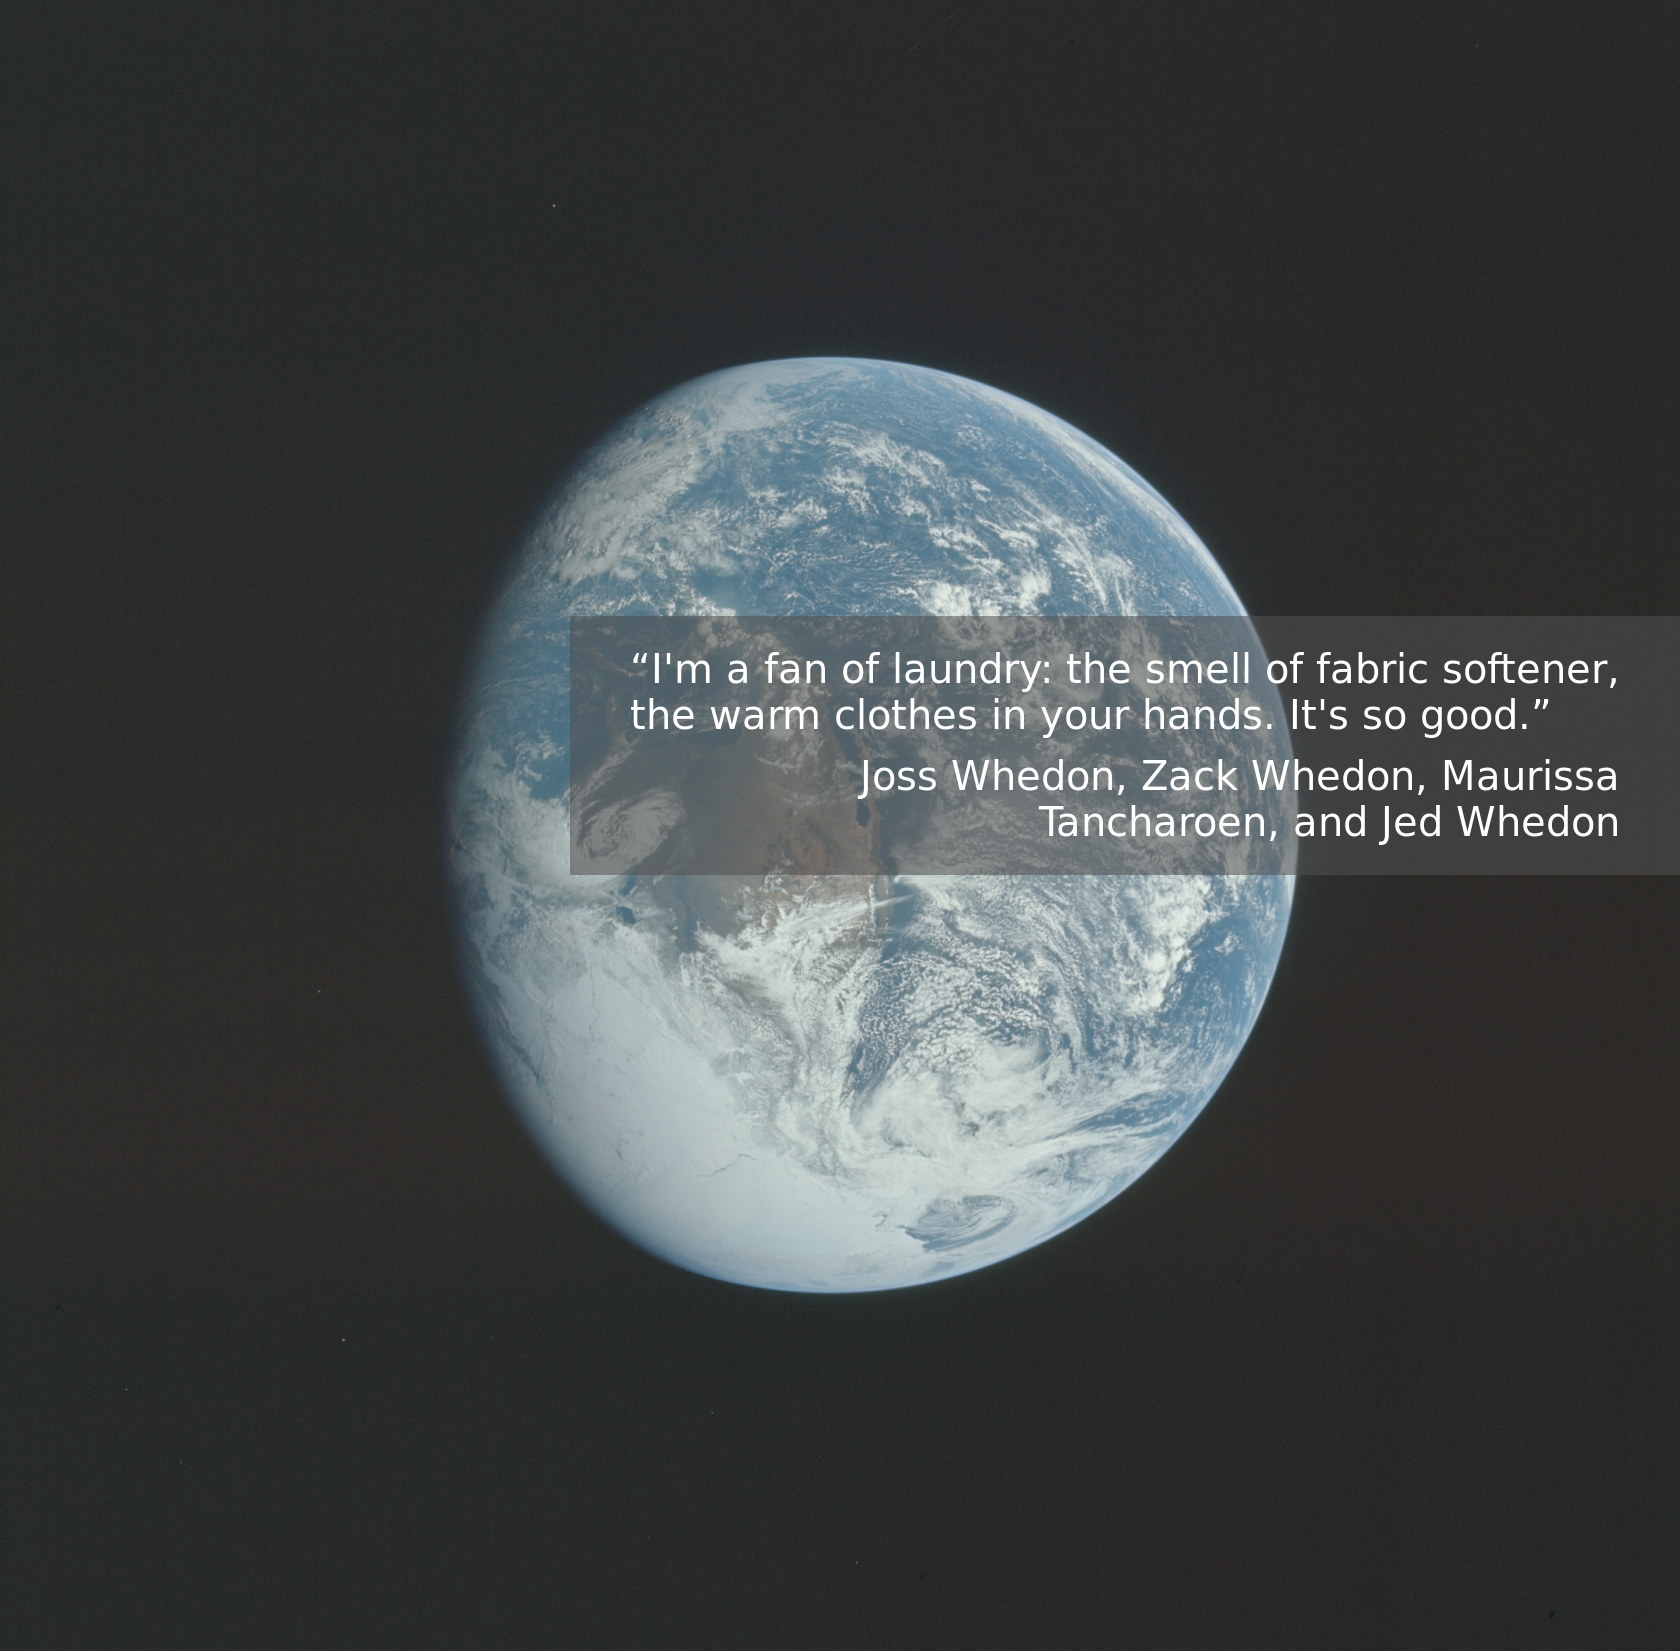 “I'm a fan of laundry: the smell of fabric softener,
the warm clothes in your hands. It's so good.”
Joss Whedon, Zack Whedon, Maurissa
Tancharoen, and Jed Whedon